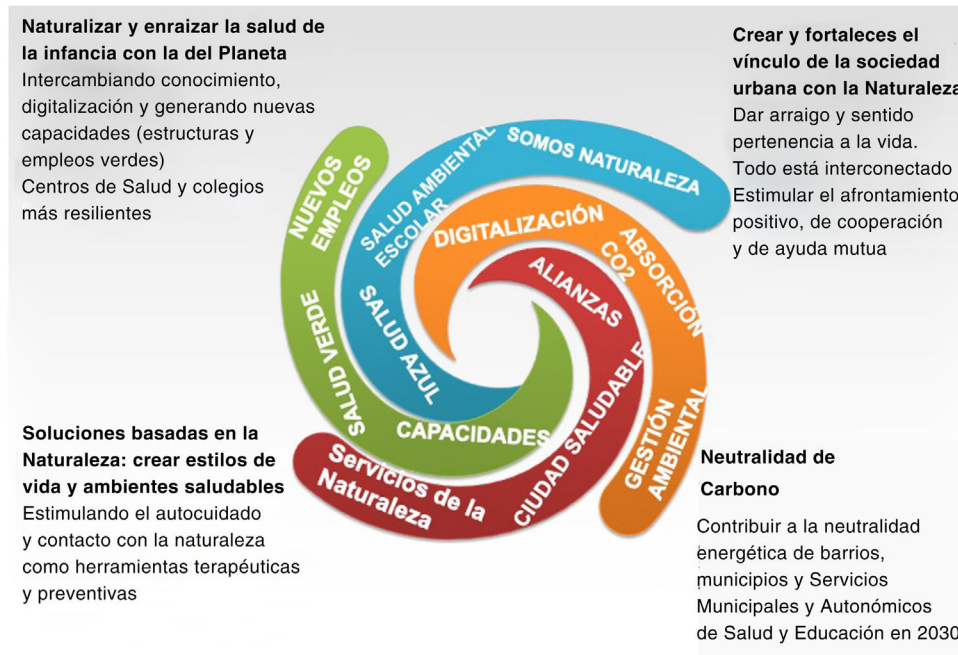 Naturalizar y enraizar la salud de
la infancia con la del Planeta
Intercambiando conocimiento,
digitalización y generando nuevas
capacidades (estructuras y
empleos verdes)
Centros de Salud y colegios
más resilientes
Crear y fortaleces el
vínculo de la sociedad
urbana con la Naturaleza
Dar arraigo y sentido
pertenencia a la vida.
Todo está interconectado
Estimular el afrontamiento
positivo, de cooperación
y de ayuda mutua
NUEVOS
EMPLEOS
SALUD VERDE
CAPACIDADES
SOMOS NATURALEZA
SALUD AMBIENTAL
ESCOLAR
SALUD AZUL
DIGITALIZACIÓN
ABSORCIÓN
CO2
GESTIÓN
AMBIENTAL
ALIANZAS
CIUDAD SALUDABLE
Servicios de la
Naturaleza
Soluciones basadas en la
Naturaleza: crear estilos de
vida y ambientes saludables
Estimulando el autocuidado
y contacto con la naturaleza
como herramientas terapéuticas
y preventivas
Neutralidad de
Carbono
Contribuir a la neutralidad
energética de barrios,
municipios y Servicios
Municipales y Autonómicos
de Salud y Educación en 2030